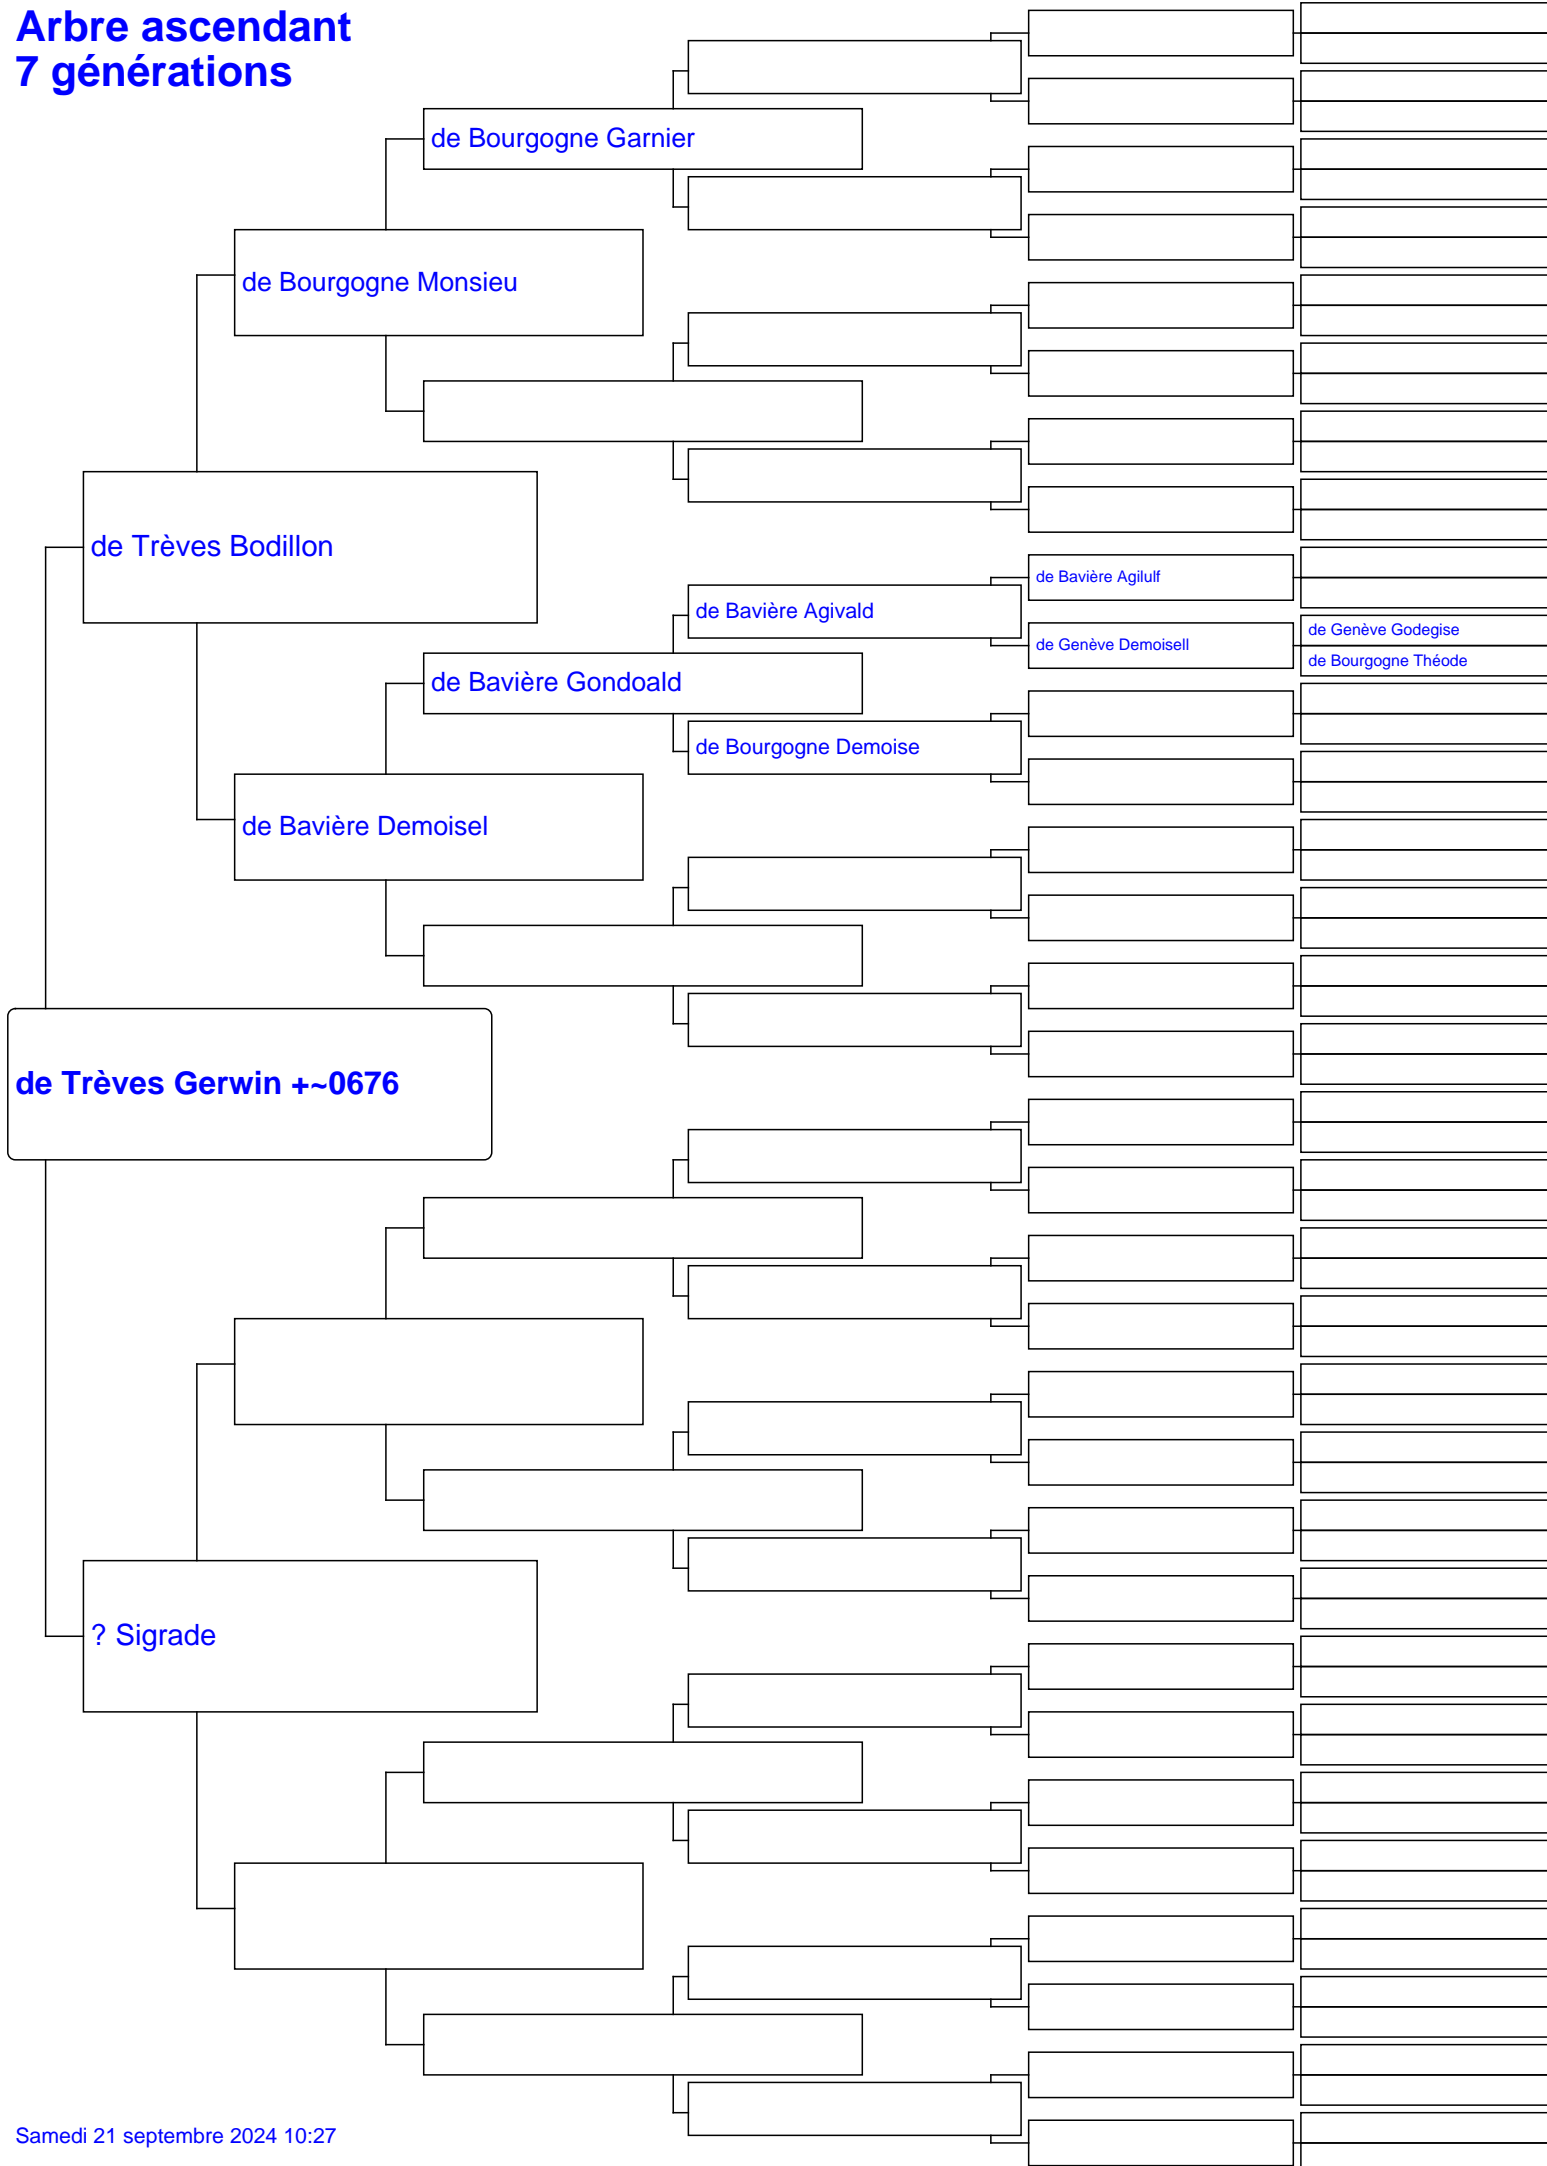 Arbre ascendant
7 générations
de Bourgogne Garnier
de Bourgogne Monsieu
de Trèves Bodillon
de Bavière Agilulf
de Bavière Agivald
de Genève Godegise
de Genève Demoisell
de Bourgogne Théode
de Bavière Gondoald
de Bourgogne Demoise
de Bavière Demoisel
de Trèves Gerwin +~0676
? Sigrade
Samedi 21 septembre 2024 10:27